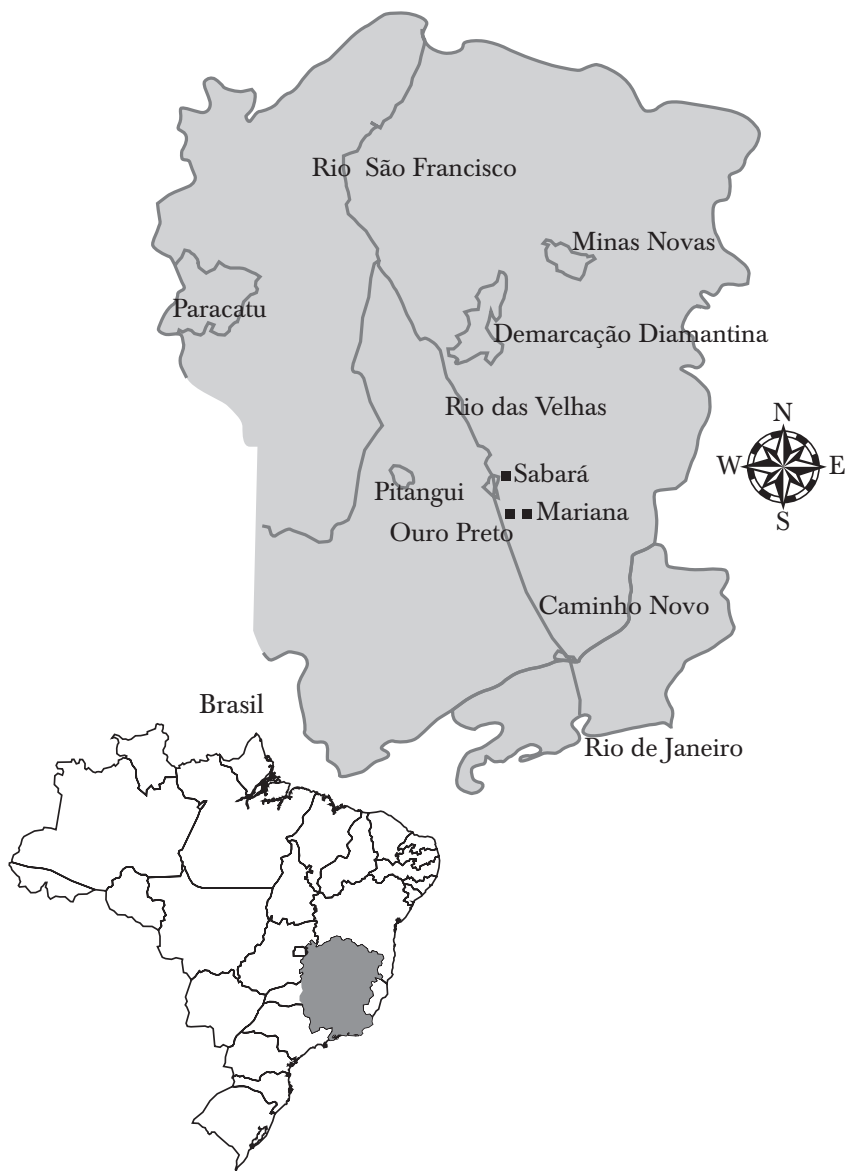 Rio São Francisco
Minas Novas
Paracatu
Demarcação Diamantina
Rio das Velhas
N
W
E
S
Sabará
Pitangui
Mariana
Ouro Preto
Caminho Novo
Brasil
Rio de Janeiro